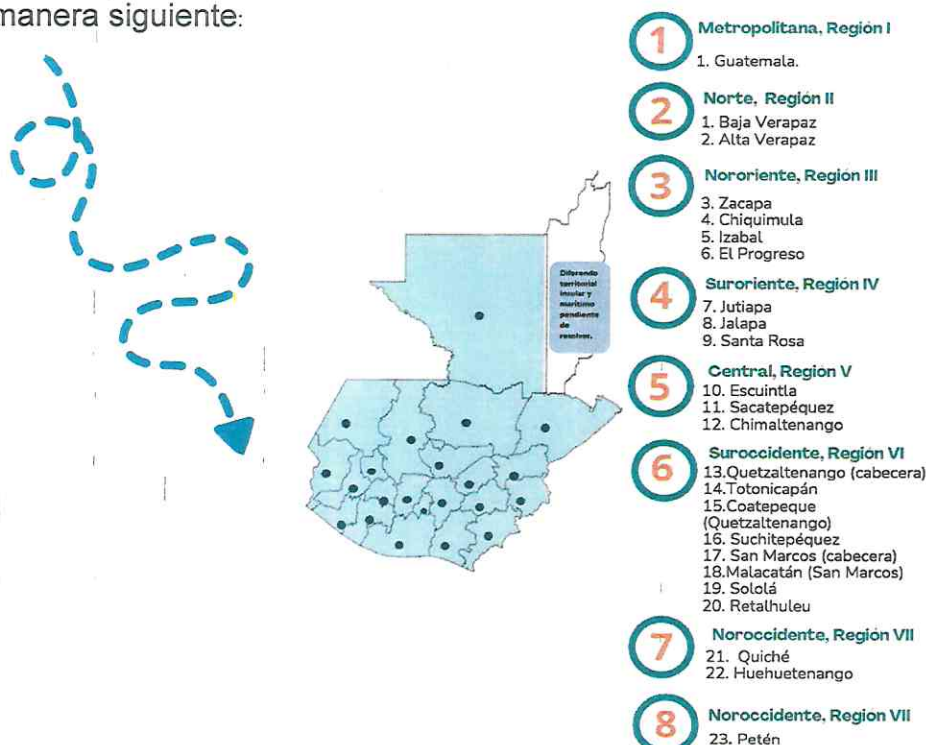 manera siguiente:
1
Metropolitana, Región I
1. Guatemala.
2
Norte, Región II
1. Baja Verapaz
2. Alta Verapaz
3
Nororiente, Región III
3. Zacapa
4. Chiquimula
5. Izabal
6. El Progreso
4
Suroriente, Región IV
7. Jutiapa
8. Jalapa
9. Santa Rosa
5
Central, Región V
10. Escuintla
11. Sacatepéquez
12. Chimaltenango
6
Suroccidente, Región VI
13.Quetzaltenango (cabecera)
14.Totonicapán
15.Coatepeque
(Quetzaltenango)
16. Suchitepéquez
17. San Marcos (cabecera)
18.Malacatán (San Marcos)
19. Sololá
20. Retalhuleu
7
Noroccidente, Región VII
21. Quiché
22. Huehuetenango
8
Noroccidente, Región VII
23. Petén
Diferendo
territorial
insular y
marítimo
pendiente
de
resolver.